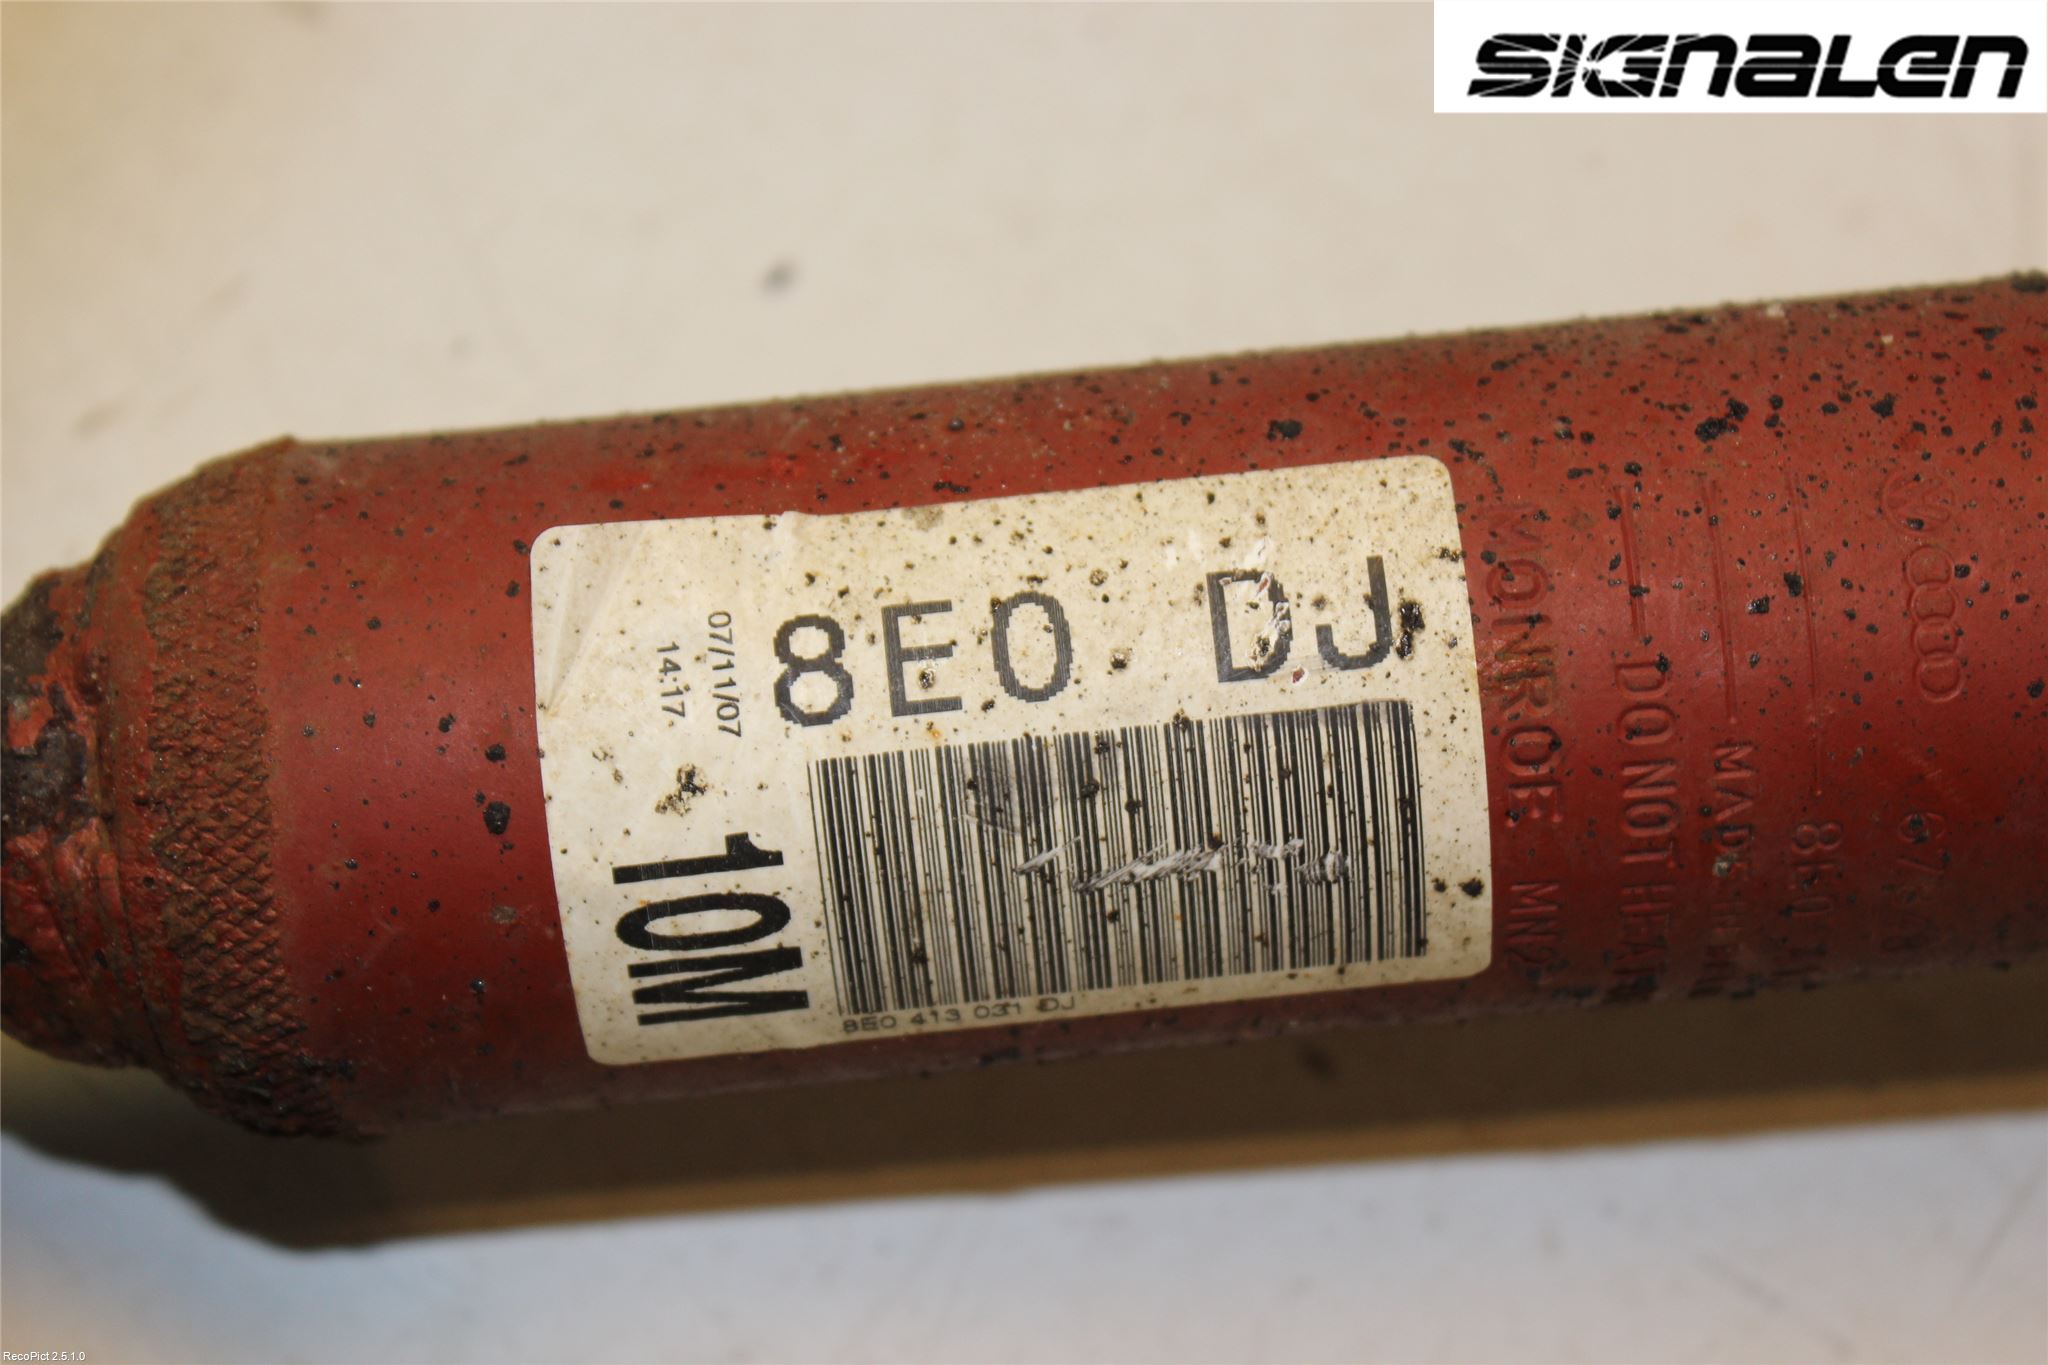 SIGNALEN
8E0 DJ
07/11/07
14:17
10M
8E0 413 031 DJ
MONROE MN2
DO NOT HEAT
MADE IN
8E0
RecoPict 2.5.1.0